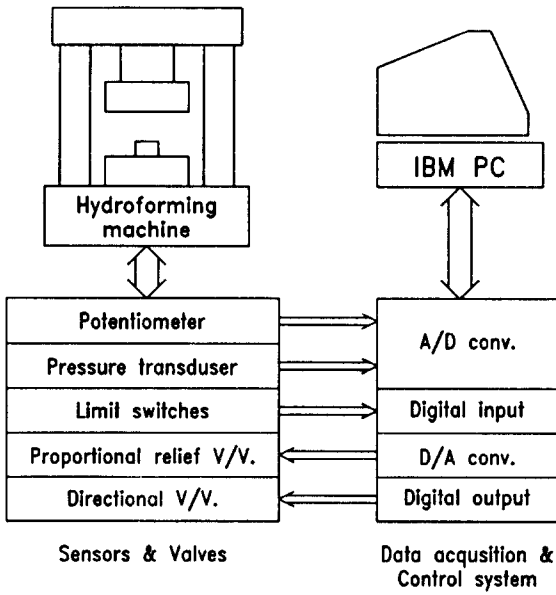 Hydroforming
machine
IBM PC
Potentiometer
Pressure transduser
Limit switches
Proportional relief V/V.
Directional V/V.
A/D conv.
Digital input
D/A conv.
Digital output
Sensors & Valves
Data acqusition &
Control system